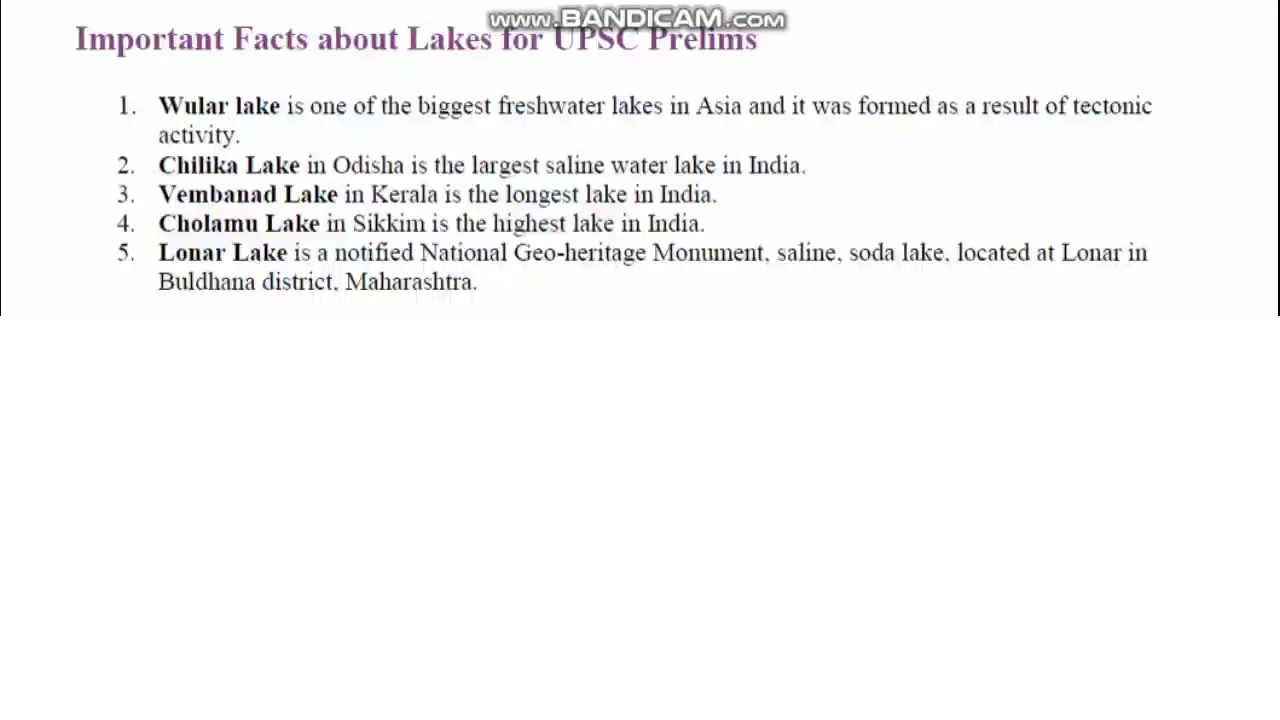 www.BANDICAM.com
Important Facts about Lakes for UPSC Prelims
1. Wular lake is one of the biggest freshwater lakes in Asia and it was formed as a result of tectonic
activity.
2. Chilika Lake in Odisha is the largest saline water lake in India.
3. Vembanad Lake in Kerala is the longest lake in India.
4. Cholamu Lake in Sikkim is the highest lake in India.
5. Lonar Lake is a notified National Geo-heritage Monument, saline, soda lake, located at Lonar in
Buldhana district, Maharashtra.